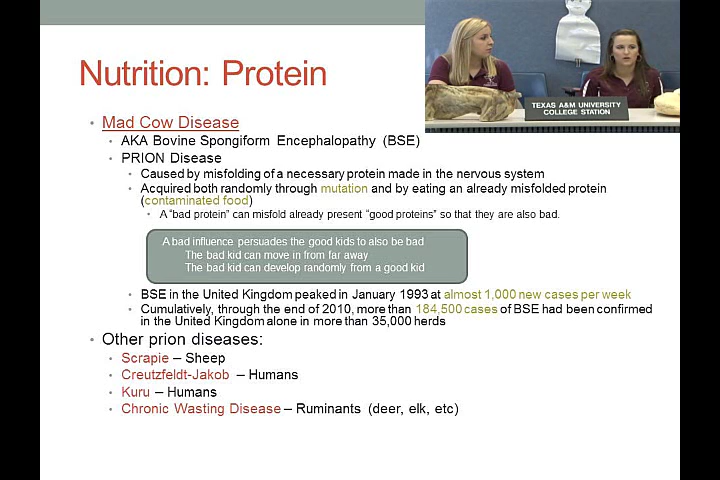 Nutrition: Protein
TEXAS A&M UNIVERSITY
COLLEGE STATION
• Mad Cow Disease
• AKA Bovine Spongiform Encephalopathy (BSE)
• PRION Disease
• Caused by misfolding of a necessary protein made in the nervous system
• Acquired both randomly through mutation and by eating an already misfolded protein
(contaminated food)
• A “bad protein” can misfold already present “good proteins” so that they are also bad.
A bad influence persuades the good kids to also be bad
The bad kid can move in from far away
The bad kid can develop randomly from a good kid
• BSE in the United Kingdom peaked in January 1993 at almost 1,000 new cases per week
• Cumulatively, through the end of 2010, more than 184,500 cases of BSE had been confirmed
in the United Kingdom alone in more than 35,000 herds
• Other prion diseases:
• Scrapie – Sheep
• Creutzfeldt-Jakob – Humans
• Kuru – Humans
• Chronic Wasting Disease – Ruminants (deer, elk, etc)